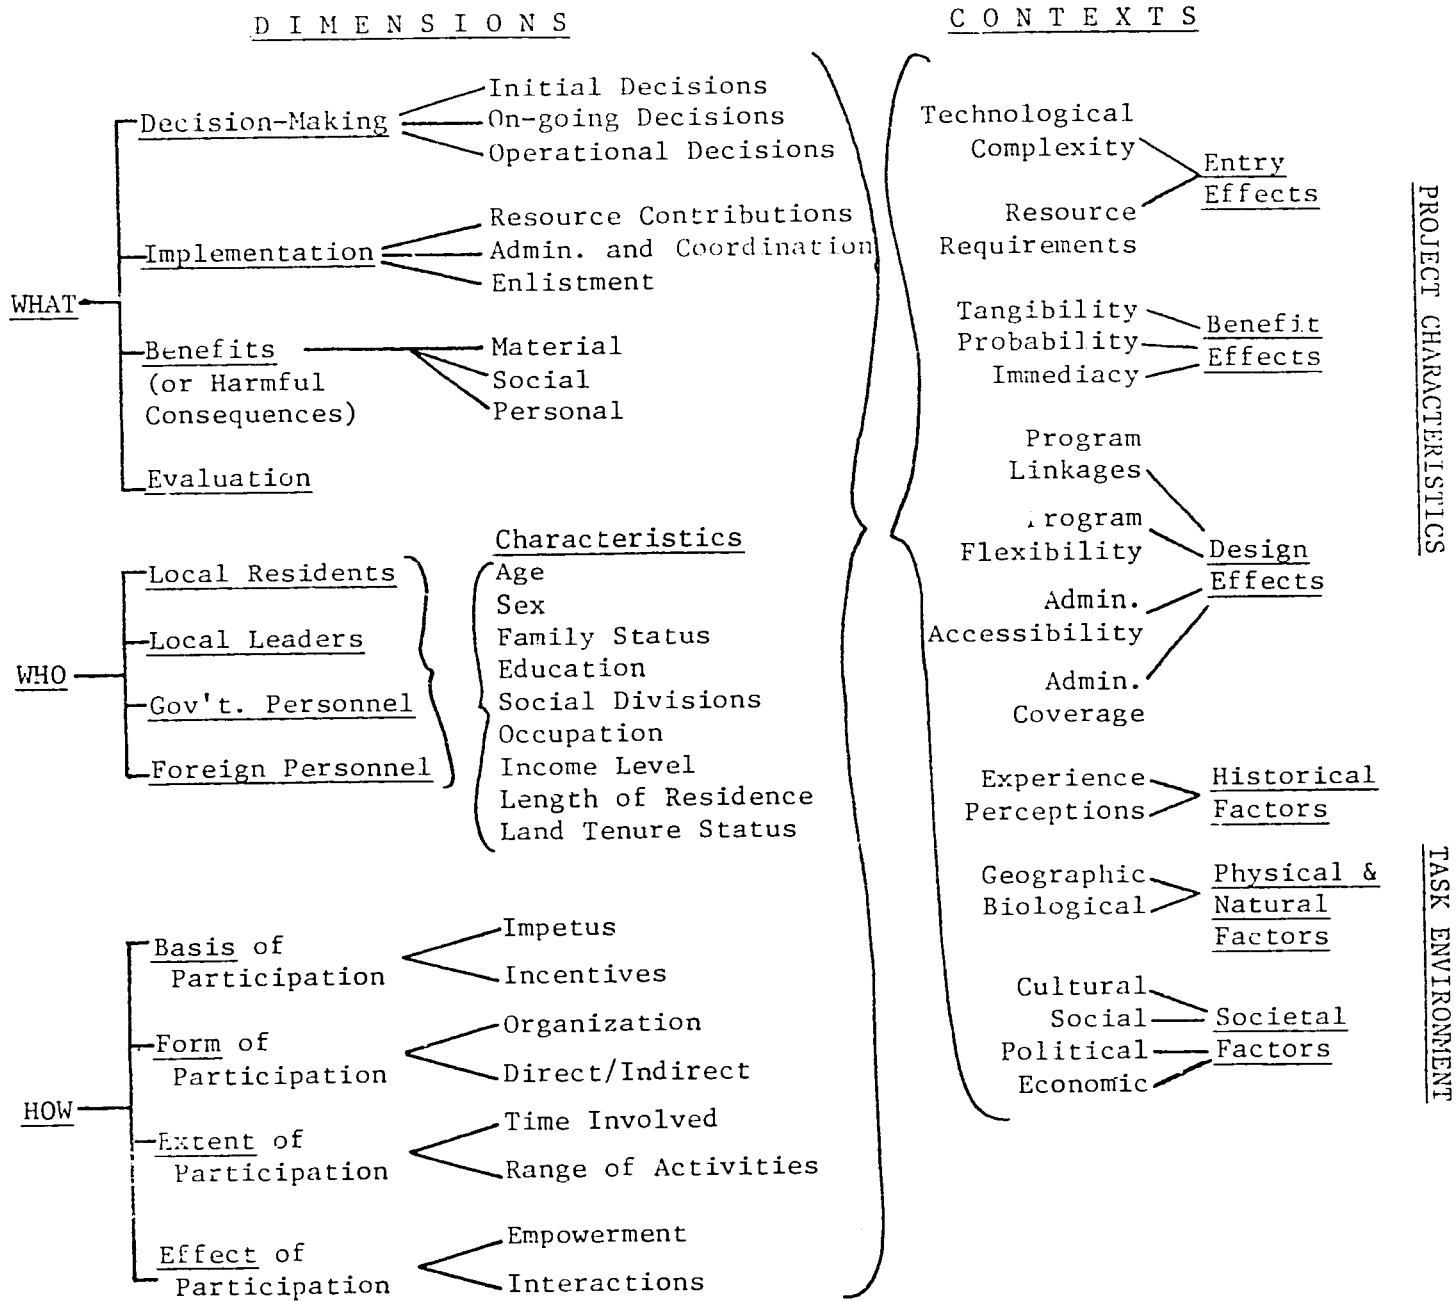 DIMENSIONS
CONTEXTS
WHAT
Decision-Making
Initial Decisions
On-going Decisions
Operational Decisions
Implementation
Resource Contributions
Admin. and Coordination
Enlistment
Benefits
(or Harmful
Consequences)
Material
Social
Personal
Evaluation
WHO
Local Residents
Local Leaders
Gov't. Personnel
Foreign Personnel
Characteristics
Age
Sex
Family Status
Education
Social Divisions
Occupation
Income Level
Length of Residence
Land Tenure Status
HOW
Basis of
Participation
Impetus
Incentives
Form of
Participation
Organization
Direct/Indirect
Extent of
Participation
Time Involved
Range of Activities
Effect of
Participation
Empowerment
Interactions
Technological
Complexity
Resource
Requirements
Entry
Effects
Tangibility
Probability
Immediacy
Benefit
Effects
Program
Linkages
Program
Flexibility
Admin.
Accessibility
Admin.
Coverage
Design
Effects
PROJECT CHARACTERISTICS
Experience
Perceptions
Historical
Factors
Geographic
Biological
Physical &
Natural
Factors
Cultural
Social
Political
Economic
Societal
Factors
TASK ENVIRONMENT